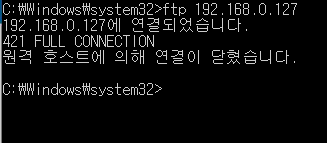 C:₩Windows₩system32>ftp 192.168.0.127
192.168.0.127에 연결되었습니다.
421 FULL CONNECTION
원격 호스트에 의해 연결이 닫혔습니다.
C:₩Windows₩system32>